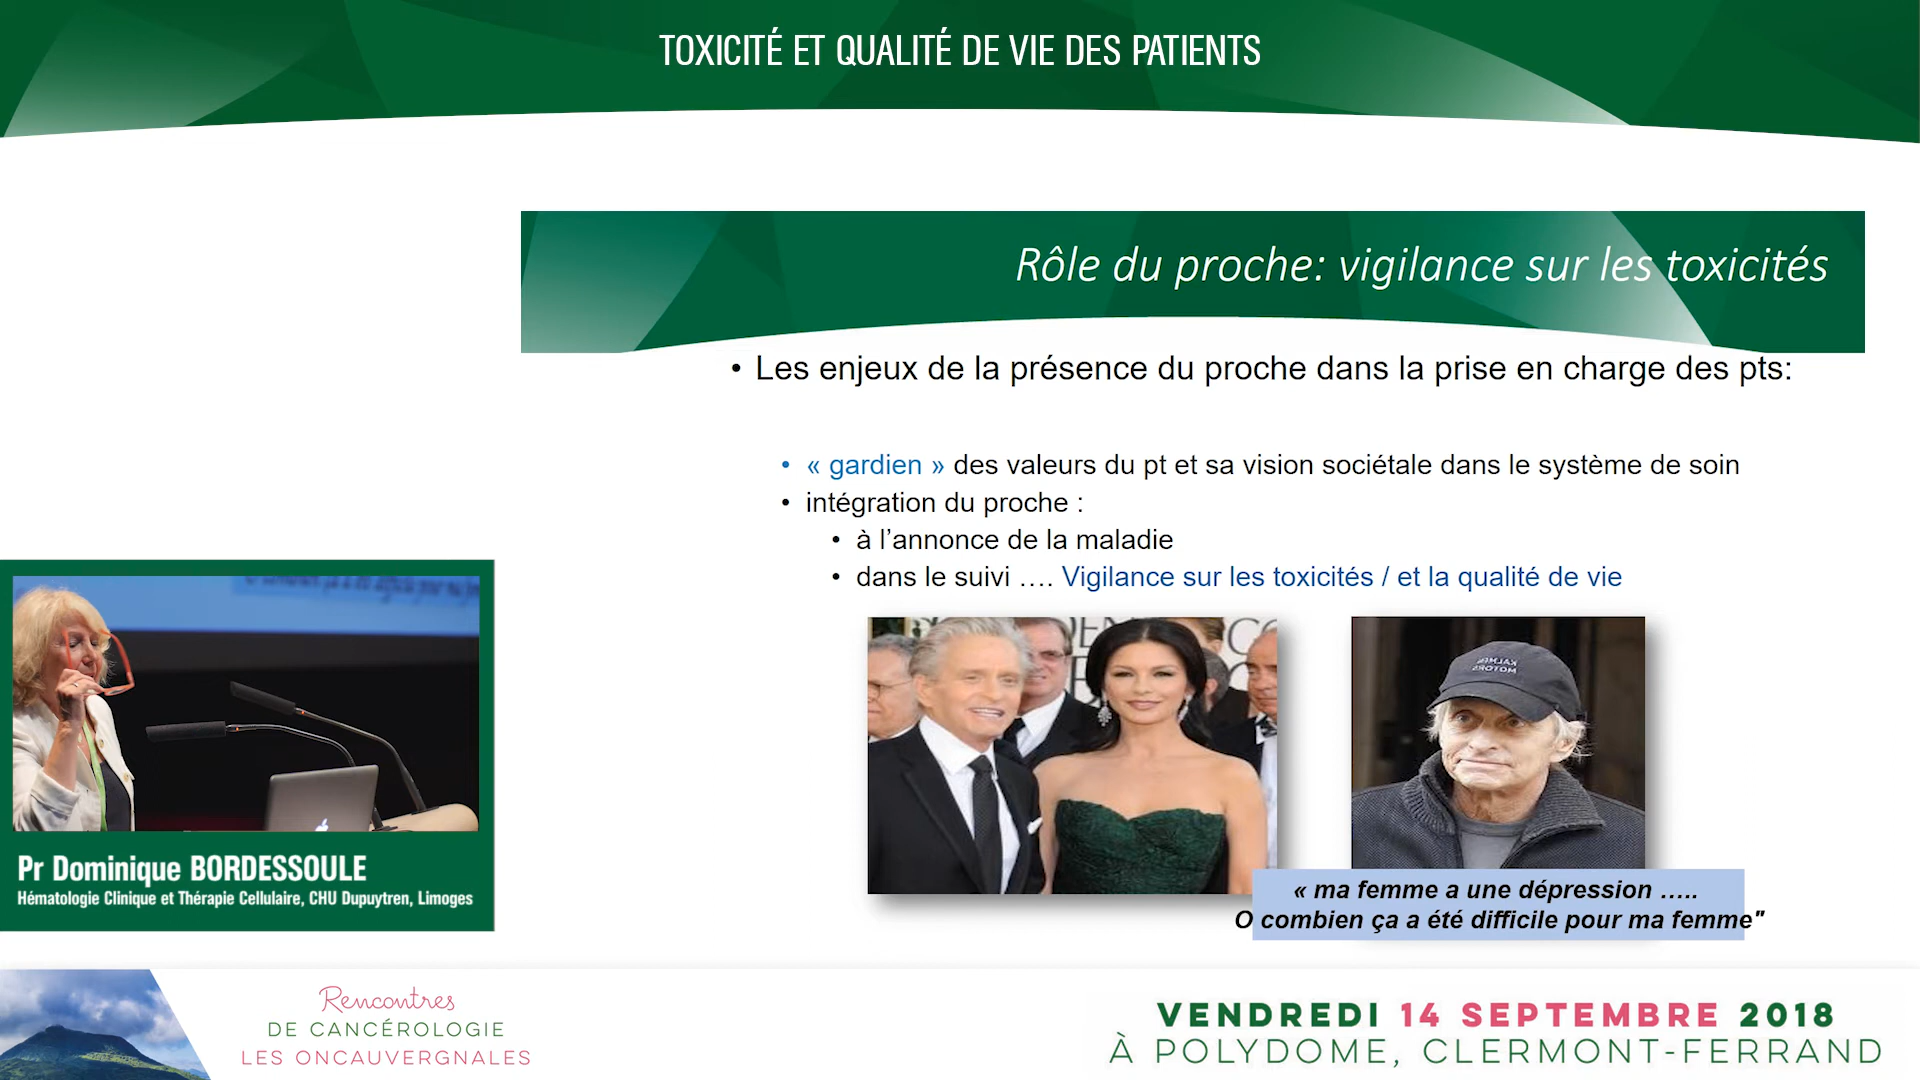 TOXICITÉ ET QUALITÉ DE VIE DES PATIENTS
Rôle du proche: vigilance sur les toxicités
• Les enjeux de la présence du proche dans la prise en charge des pts:
• « gardien » des valeurs du pt et sa vision sociétale dans le système de soin
• intégration du proche :
• à l’annonce de la maladie
• dans le suivi …. Vigilance sur les toxicités / et la qualité de vie
KALMEN
MOTORS
« ma femme a une dépression …..
O combien ça a été difficile pour ma femme"
Pr Dominique BORDESSOULE
Hématologie Clinique et Thérapie Cellulaire, CHU Dupuytren, Limoges
Rencontres
DE CANCÉROLOGIE
LES ONCAUVERGNALES
VENDREDI 14 SEPTEMBRE 2018
À POLYDOME, CLERMONT-FERRAND